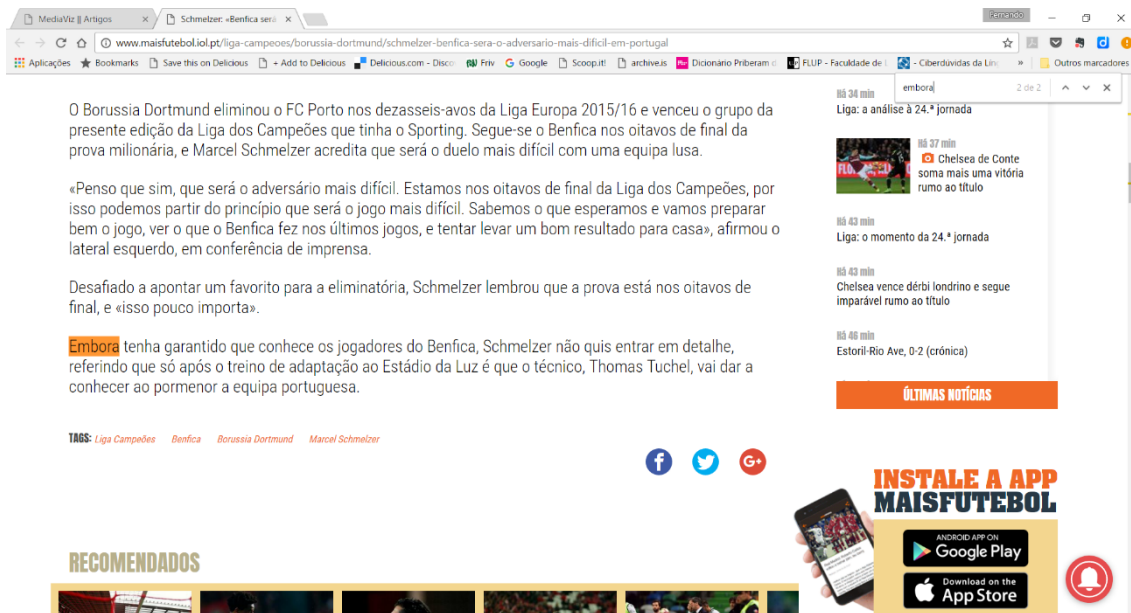 MediaViz || Artigos
Schmelzer: «Benfica será
Fernando
www.maisfutebol.iol.pt/liga-campeoes/borussia-dortmund/schmelzer-benfica-sera-o-adversario-mais-dificil-em-portugal
Aplicações Bookmarks Save this on Delicious + Add to Delicious Delicious.com - Disco Friv Google Scoop.it! archive.is Dicionário Priberam d FLUP - Faculdade de L - Ciberdúvidas da Líng » Outros marcadores
embora 2 de 2
O Borussia Dortmund eliminou o FC Porto nos dezasseis-avos da Liga Europa 2015/16 e venceu o grupo da
presente edição da Liga dos Campeões que tinha o Sporting. Segue-se o Benfica nos oitavos de final da
prova milionária, e Marcel Schmelzer acredita que será o duelo mais difícil com uma equipa lusa.
«Penso que sim, que será o adversário mais difícil. Estamos nos oitavos de final da Liga dos Campeões, por
isso podemos partir do princípio que será o jogo mais difícil. Sabemos o que esperamos e vamos preparar
bem o jogo, ver o que o Benfica fez nos últimos jogos, e tentar levar um bom resultado para casa», afirmou o
lateral esquerdo, em conferência de imprensa.
Desafiado a apontar um favorito para a eliminatória, Schmelzer lembrou que a prova está nos oitavos de
final, e «isso pouco importa».
Embora tenha garantido que conhece os jogadores do Benfica, Schmelzer não quis entrar em detalhe,
referindo que só após o treino de adaptação ao Estádio da Luz é que o técnico, Thomas Tuchel, vai dar a
conhecer ao pormenor a equipa portuguesa.
TAGS: Liga Campeões Benfica Borussia Dortmund Marcel Schmelzer
RECOMENDADOS
Há 34 min
Liga: a análise à 24.ª jornada
Há 37 min
Chelsea de Conte
soma mais uma vitória
rumo ao título
Há 43 min
Liga: o momento da 24.ª jornada
Há 43 min
Chelsea vence dérbi londrino e segue
imparável rumo ao título
Há 46 min
Estoril-Rio Ave, 0-2 (crónica)
ÚLTIMAS NOTÍCIAS
INSTALE A APP
MAISFUTEBOL
ANDROID APP ON
Google Play
Download on the
App Store